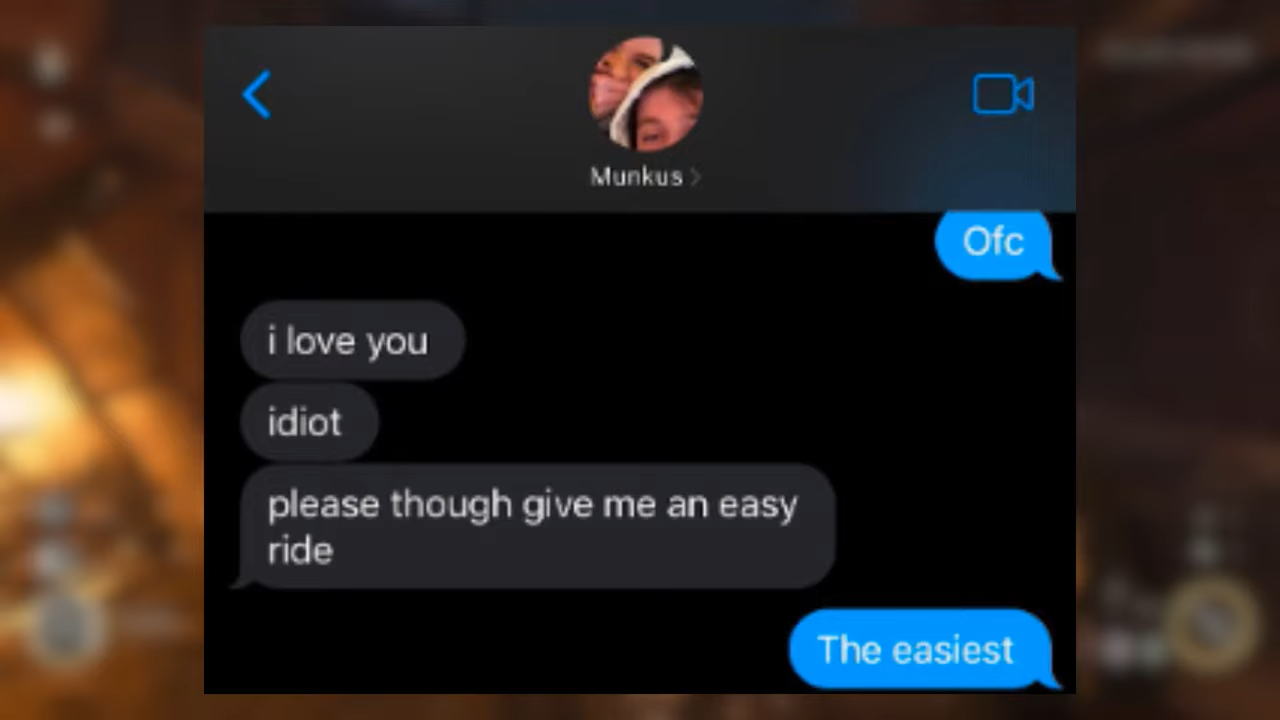 Munkus
Ofc
i love you
idiot
please though give me an easy
ride
The easiest